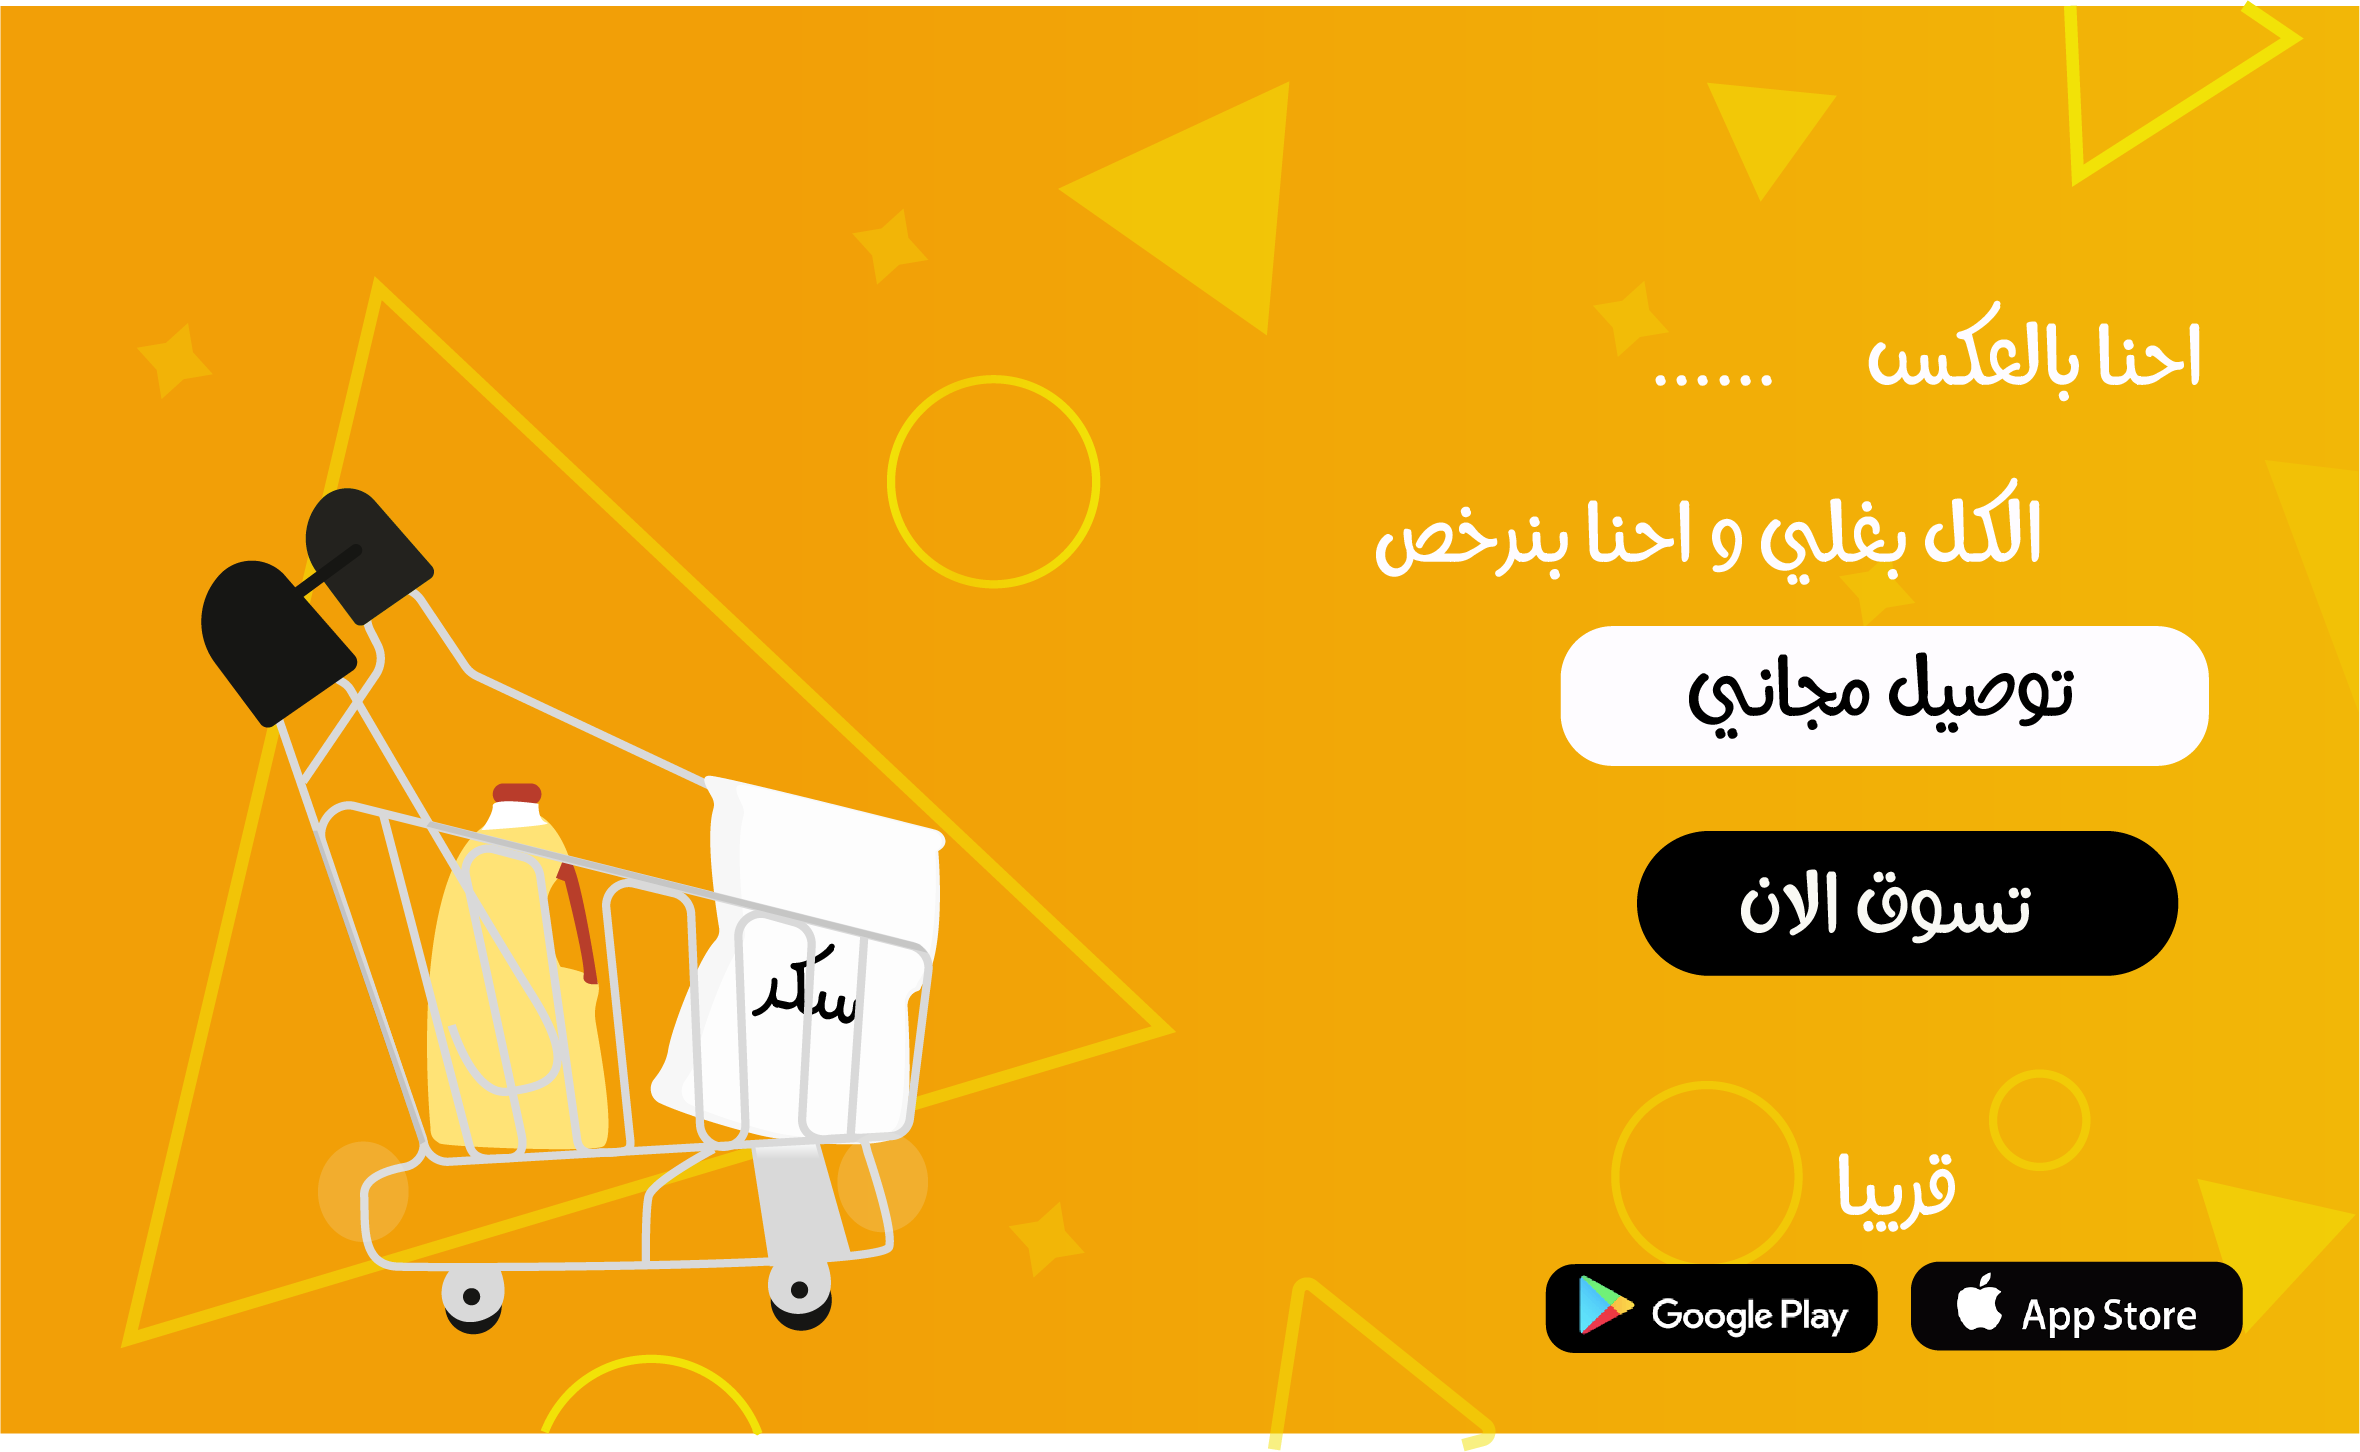 احنا بالعكس ......
الكل بغلي و احنا بنرخص
توصيل مجاني
تسوق الان
سكر
قريبا
Google Play
App Store